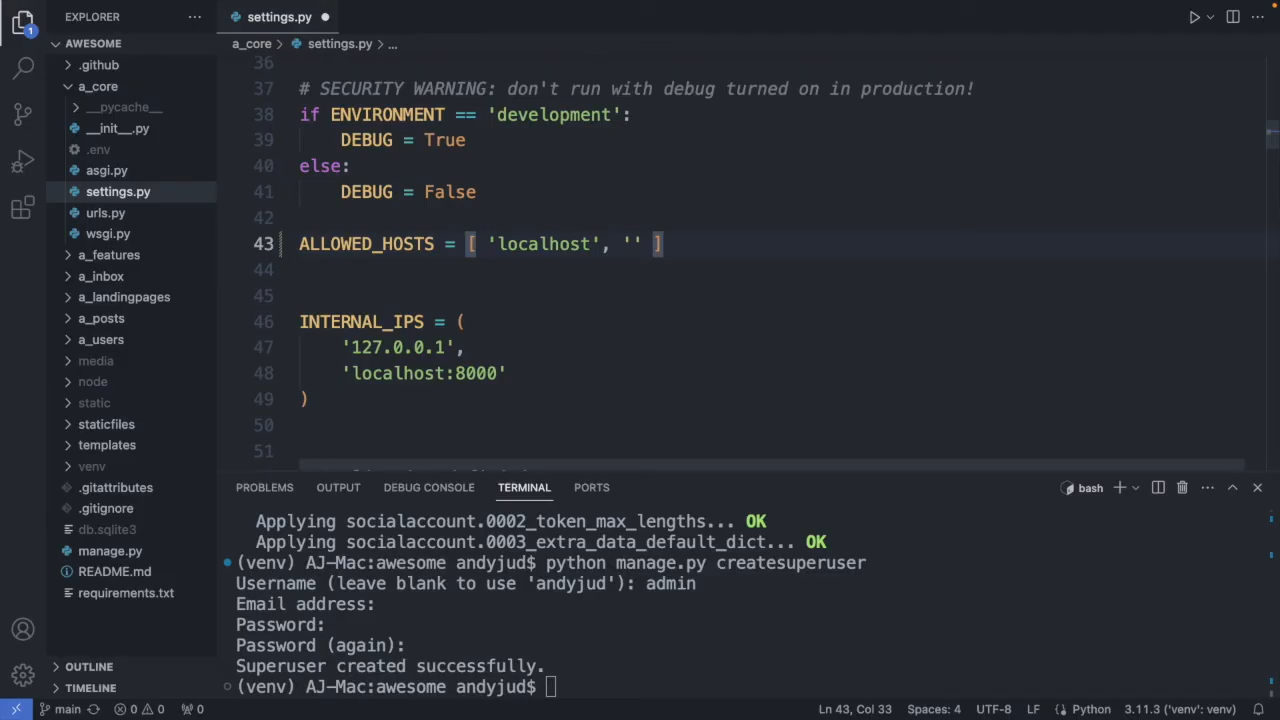 EXPLORER
settings.py
1
AWESOME
a_core > settings.py > ...
.github
a_core
__pycache__
__init__.py
.env
asgi.py
settings.py
urls.py
wsgi.py
a_features
a_inbox
a_landingpages
a_posts
a_users
media
node
static
staticfiles
templates
venv
.gitattributes
.gitignore
db.sqlite3
manage.py
README.md
requirements.txt
OUTLINE
TIMELINE
36
37 # SECURITY WARNING: don't run with debug turned on in production!
38 if ENVIRONMENT == 'development':
39 DEBUG = True
40 else:
41 DEBUG = False
42
43 ALLOWED_HOSTS = [ 'localhost', '' ]
44
45
46 INTERNAL_IPS = (
47 '127.0.0.1',
48 'localhost:8000'
49 )
50
51
PROBLEMS OUTPUT DEBUG CONSOLE TERMINAL PORTS bash
Applying socialaccount.0002_token_max_lengths... OK
Applying socialaccount.0003_extra_data_default_dict... OK
(venv) AJ-Mac:awesome andyjud$ python manage.py createsuperuser
Username (leave blank to use 'andyjud'): admin
Email address:
Password:
Password (again):
Superuser created successfully.
(venv) AJ-Mac:awesome andyjud$
main 0 0 0 Ln 43, Col 33 Spaces: 4 UTF-8 LF Python 3.11.3 ('venv': venv)